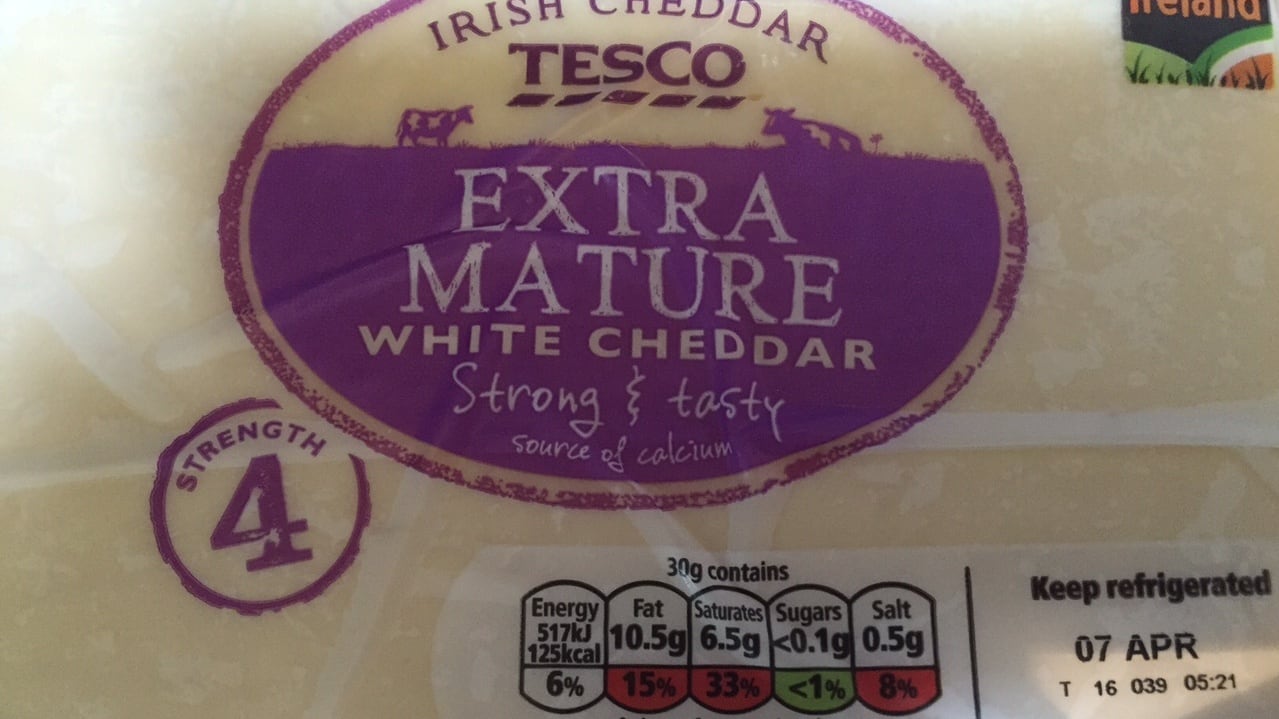 IRISH CHEDDAR
TESCO
EXTRA
MATURE
WHITE CHEDDAR
Strong & tasty
source of calcium
STRENGTH
4
Ireland
30g contains
Energy Fat Saturates Sugars Salt
517kJ
125kcal 10.5g 6.5g <0.1g 0.5g
6% 15% 33% <1% 8%
Keep refrigerated
07 APR
T 16 039 05:21